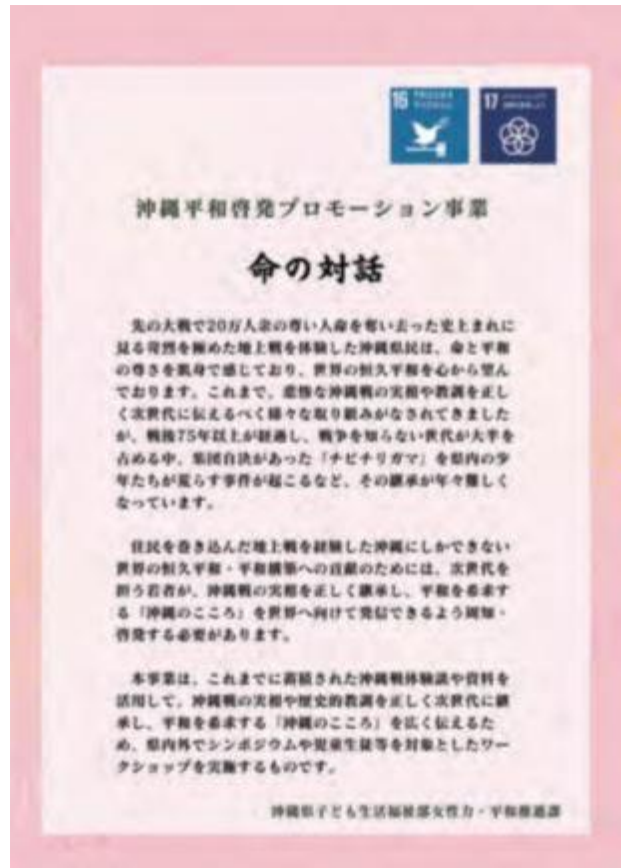 16
17
沖縄平和啓発プロモーション事業
命の対話
先の大戦で20万人余の尊い人命を奪い去った史上まれに
見る苛烈を極めた地上戦を体験した沖縄県民は、命と平和
の尊さを肌身で感じており、世界の恒久平和を心から望ん
でおります。これまで、悲惨な沖縄戦の実相や教訓を正し
く次世代に伝えるべく様々な取り組みがなされてきました
が、戦後75年以上が経過し、戦争を知らない世代が大半を
占める中、集団自決があった「チビチリガマ」を県内の少
年たちが荒らす事件が起こるなど、その継承が年々難しく
なっています。
住民を巻き込んだ地上戦を経験した沖縄にしかできない
世界の恒久平和・平和構築への貢献のためには、次世代を
担う若者が、沖縄戦の実相を正しく継承し、平和を希求す
る「沖縄のこころ」を世界へ向けて発信できるよう周知・
啓発する必要があります。
本事業は、これまでに蓄積された沖縄戦体験談や資料を
活用して、沖縄戦の実相や歴史的教訓を正しく次世代に継
承し、平和を希求する「沖縄のこころ」を広く伝えるた
め、県内外でシンポジウムや児童生徒等を対象としたワー
クショップを実施するものです。
沖縄県子ども生活福祉部女性力・平和推進課